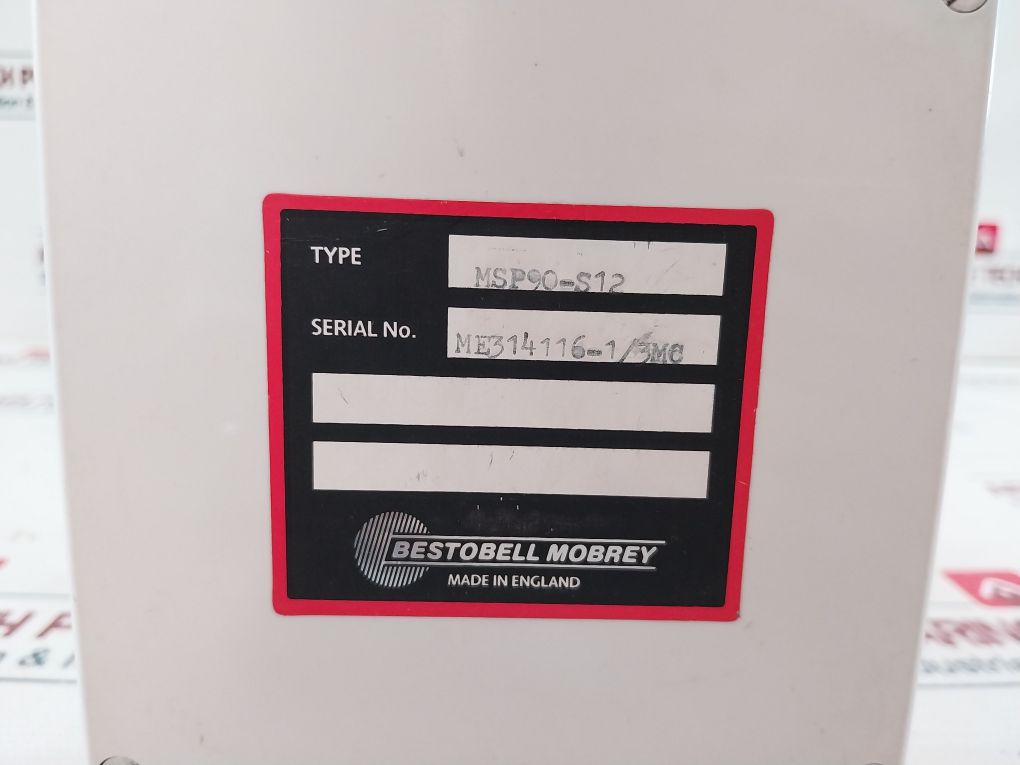 TYPE MSP90-S12
SERIAL No. ME314116-1/3MC
BESTOBELL MOBREY
MADE IN ENGLAND